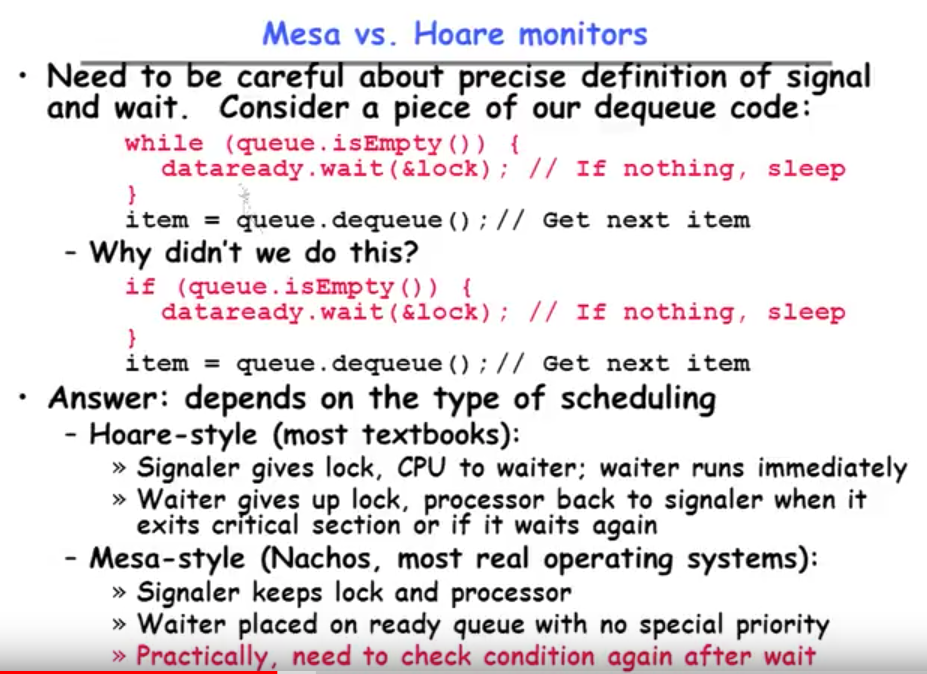 Mesa vs. Hoare monitors
• Need to be careful about precise definition of signal
and wait. Consider a piece of our dequeue code:
while (queue.isEmpty()) {
dataready.wait(&lock); // If nothing, sleep
}
item = queue.dequeue();// Get next item
– Why didn't we do this?
if (queue.isEmpty()) {
dataready.wait(&lock); // If nothing, sleep
}
item = queue.dequeue();// Get next item
• Answer: depends on the type of scheduling
– Hoare-style (most textbooks):
» Signaler gives lock, CPU to waiter; waiter runs immediately
» Waiter gives up lock, processor back to signaler when it
exits critical section or if it waits again
– Mesa-style (Nachos, most real operating systems):
» Signaler keeps lock and processor
» Waiter placed on ready queue with no special priority
» Practically, need to check condition again after wait